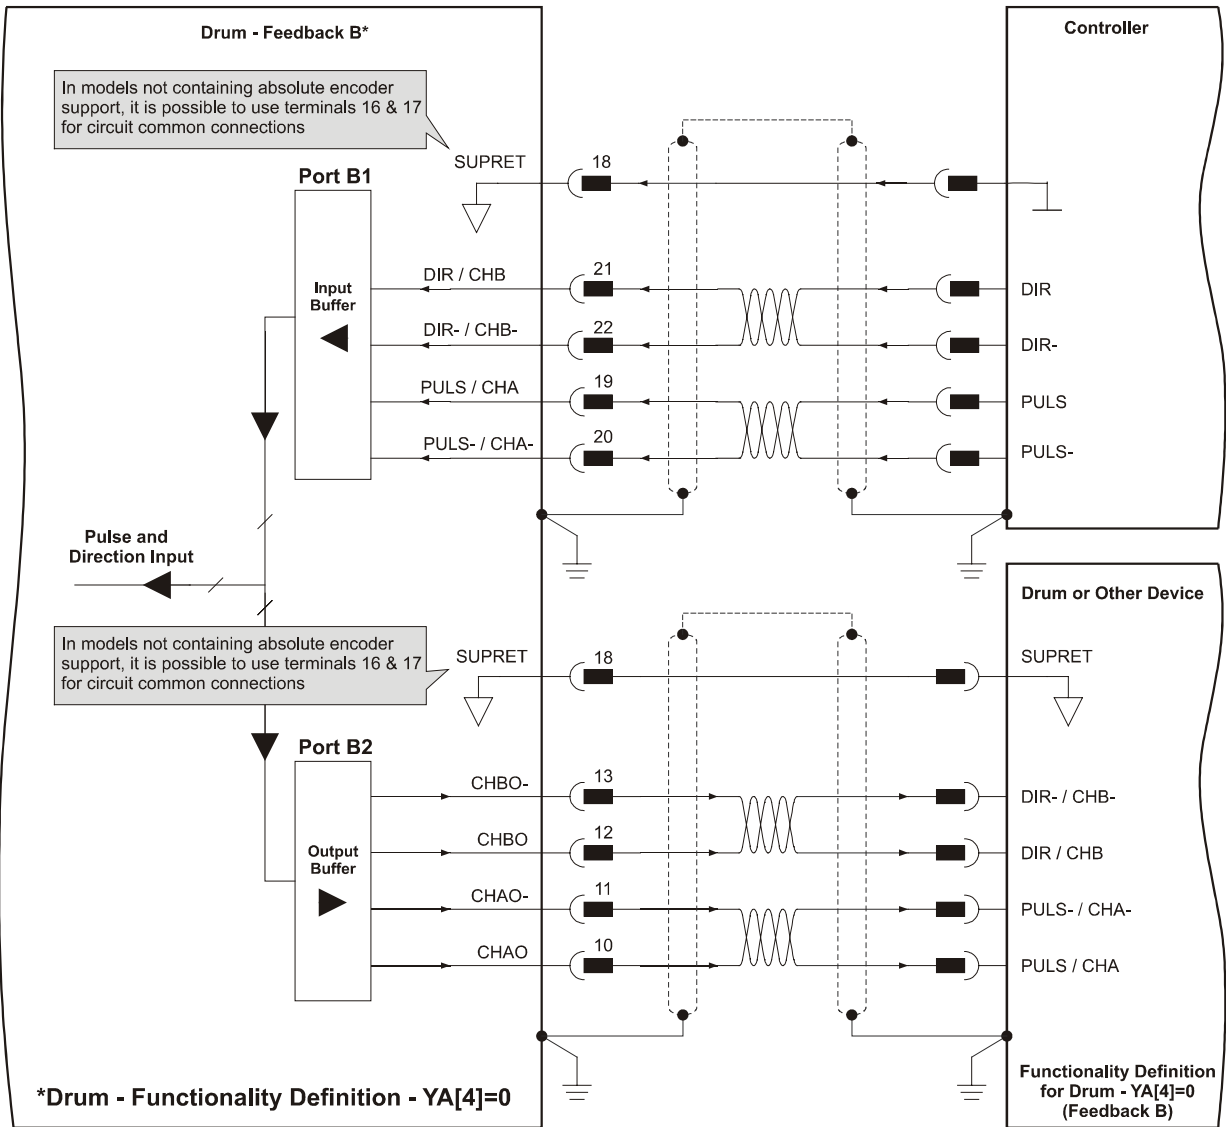 Drum - Feedback B*
Controller
In models not containing absolute encoder
support, it is possible to use terminals 16 & 17
for circuit common connections
SUPRET
18
Port B1
Input
Buffer
DIR / CHB
21
DIR
DIR- / CHB-
22
DIR-
PULS / CHA
19
PULS
PULS- / CHA-
20
PULS-
Pulse and
Direction Input
Drum or Other Device
In models not containing absolute encoder
support, it is possible to use terminals 16 & 17
for circuit common connections
SUPRET
18
SUPRET
Port B2
Output
Buffer
CHBO-
13
DIR- / CHB-
CHBO
12
DIR / CHB
CHAO-
11
PULS- / CHA-
CHAO
10
PULS / CHA
*Drum - Functionality Definition - YA[4]=0
Functionality Definition
for Drum - YA[4]=0
(Feedback B)